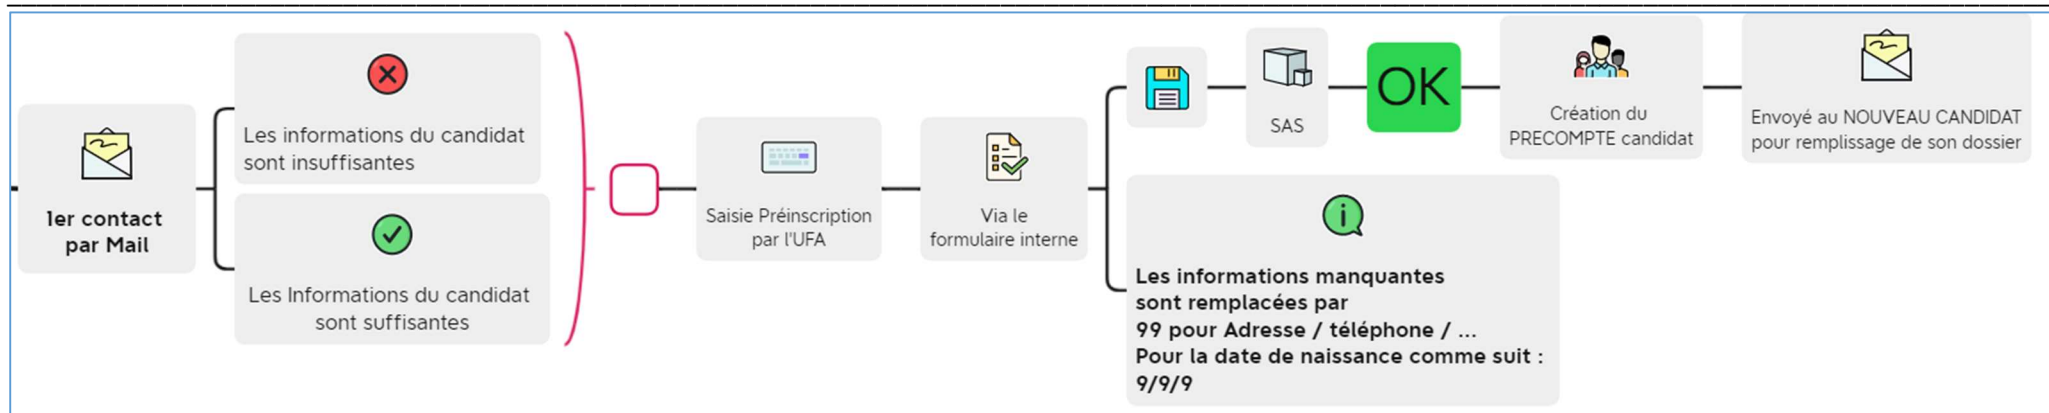 1er contact
par Mail
Les informations du candidat
sont insuffisantes
Les Informations du candidat
sont suffisantes
Saisie Préinscription
par l'UFA
Via le
formulaire interne
SAS
OK
Création du
PRECOMPTE candidat
Envoyé au NOUVEAU CANDIDAT
pour remplissage de son dossier
Les informations manquantes
sont remplacées par
99 pour Adresse / téléphone / ...
Pour la date de naissance comme suit :
9/9/9